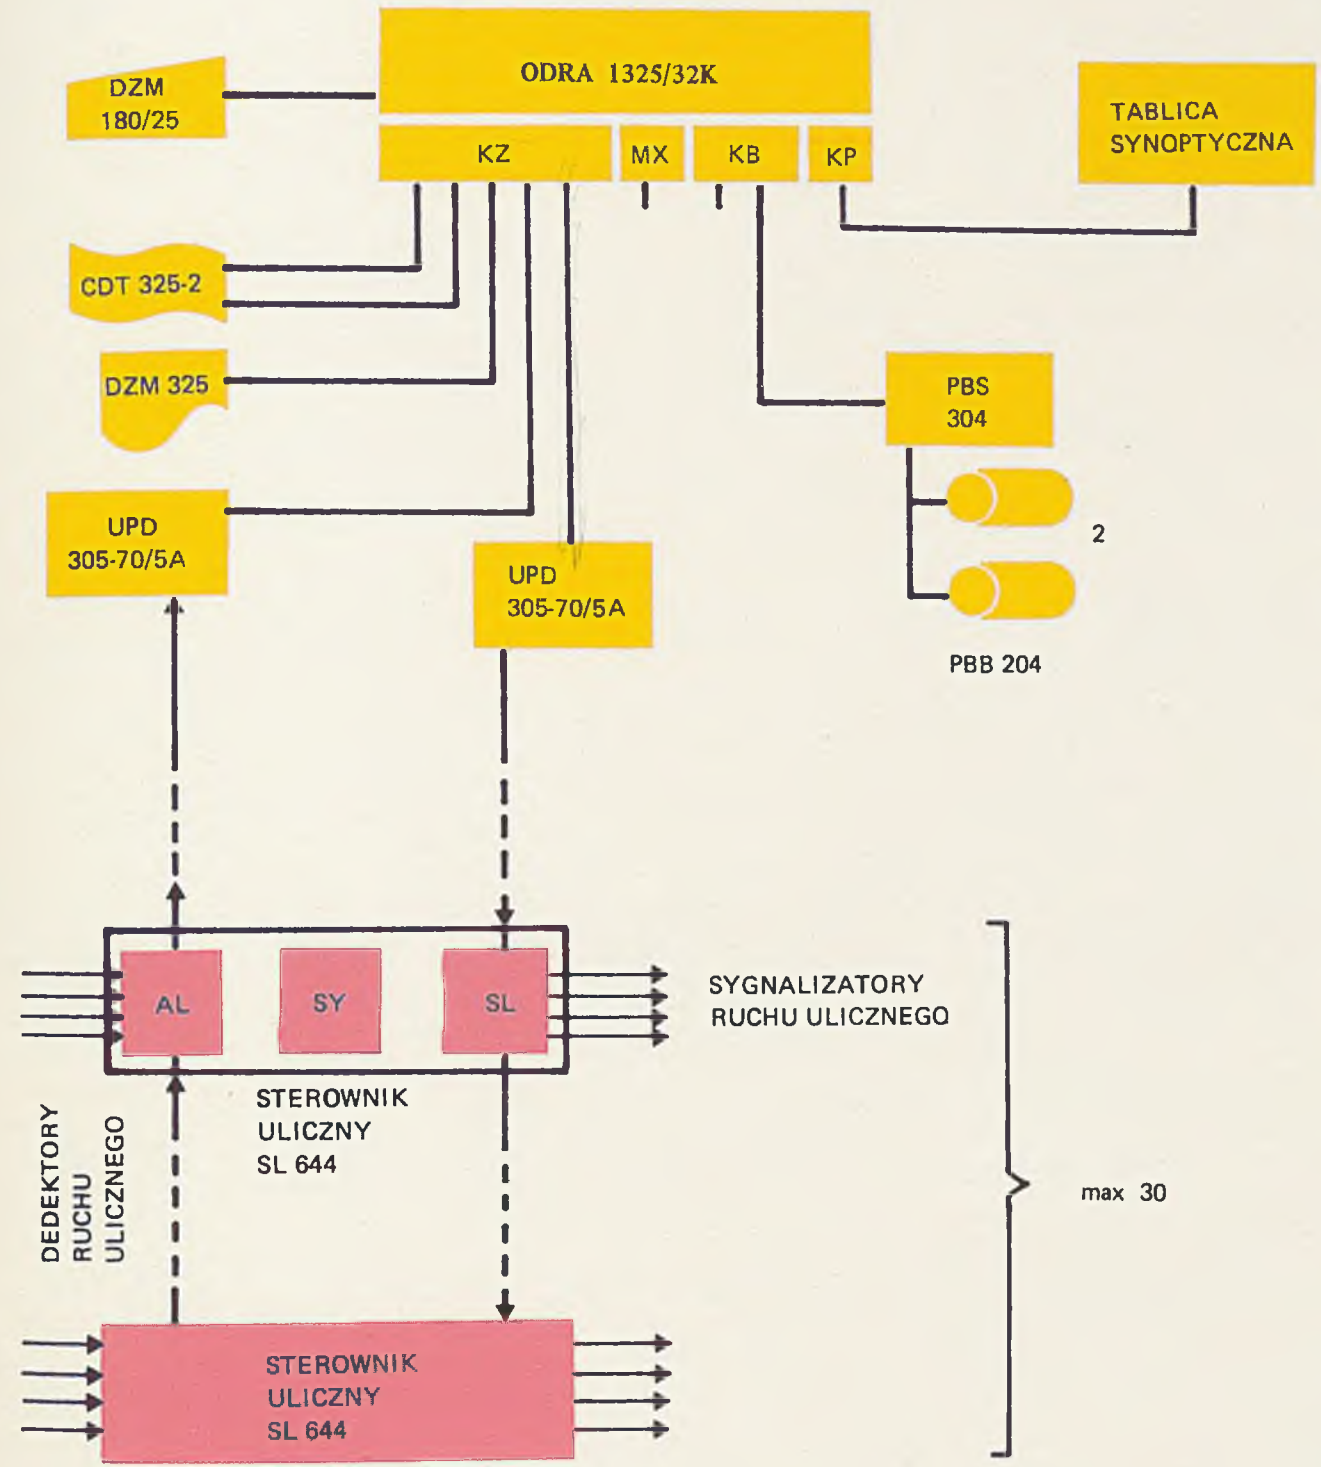 ODRA 1325/32K
DZM
180/25
TABLICA
SYNOPTYCZNA
KZ
MX
KB
KP
CDT 325-2
DZM 325
PBS
304
2
PBB 204
UPD
305-70/5A
UPD
305-70/5A
AL
SY
SL
SYGNALIZATORY
RUCHU ULICZNEGO
STEROWNIK
ULICZNY
SL 644
DEDEKTORY
RUCHU
ULICZNEGO
max 30
STEROWNIK
ULICZNY
SL 644